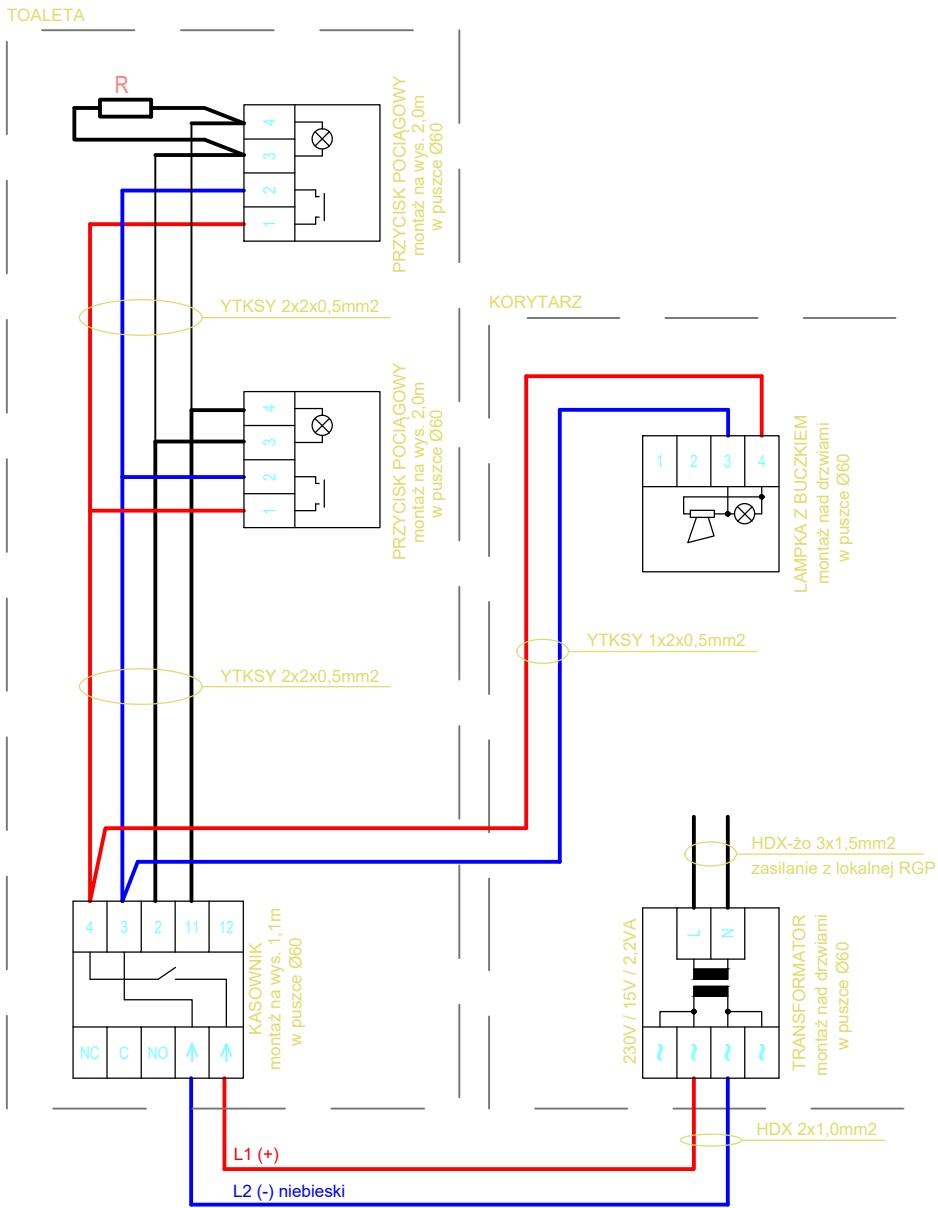 TOALETA
R
4
3
2
1
PRZYCISK POCIĄGOWY
montaż na wys. 2,0m
w puszce Ø60
YTKSY 2x2x0,5mm2
KORYTARZ
4
3
2
1
PRZYCISK POCIĄGOWY
montaż na wys. 2,0m
w puszce Ø60
1 2 3 4
LAMPKA Z BUCZKIEM
montaż nad drzwiami
w puszce Ø60
YTKSY 1x2x0,5mm2
YTKSY 2x2x0,5mm2
HDX-żo 3x1,5mm2
zasilanie z lokalnej RGP
4 3 2 11 12
NC C NO ↑ ↑
KASOWNIK
montaż na wys. 1,1m
w puszce Ø60
230V / 15V / 2,2VA
L N
~ ~ ~ ~
TRANSFORMATOR
montaż nad drzwiami
w puszce Ø60
HDX 2x1,0mm2
L1 (+)
L2 (-) niebieski